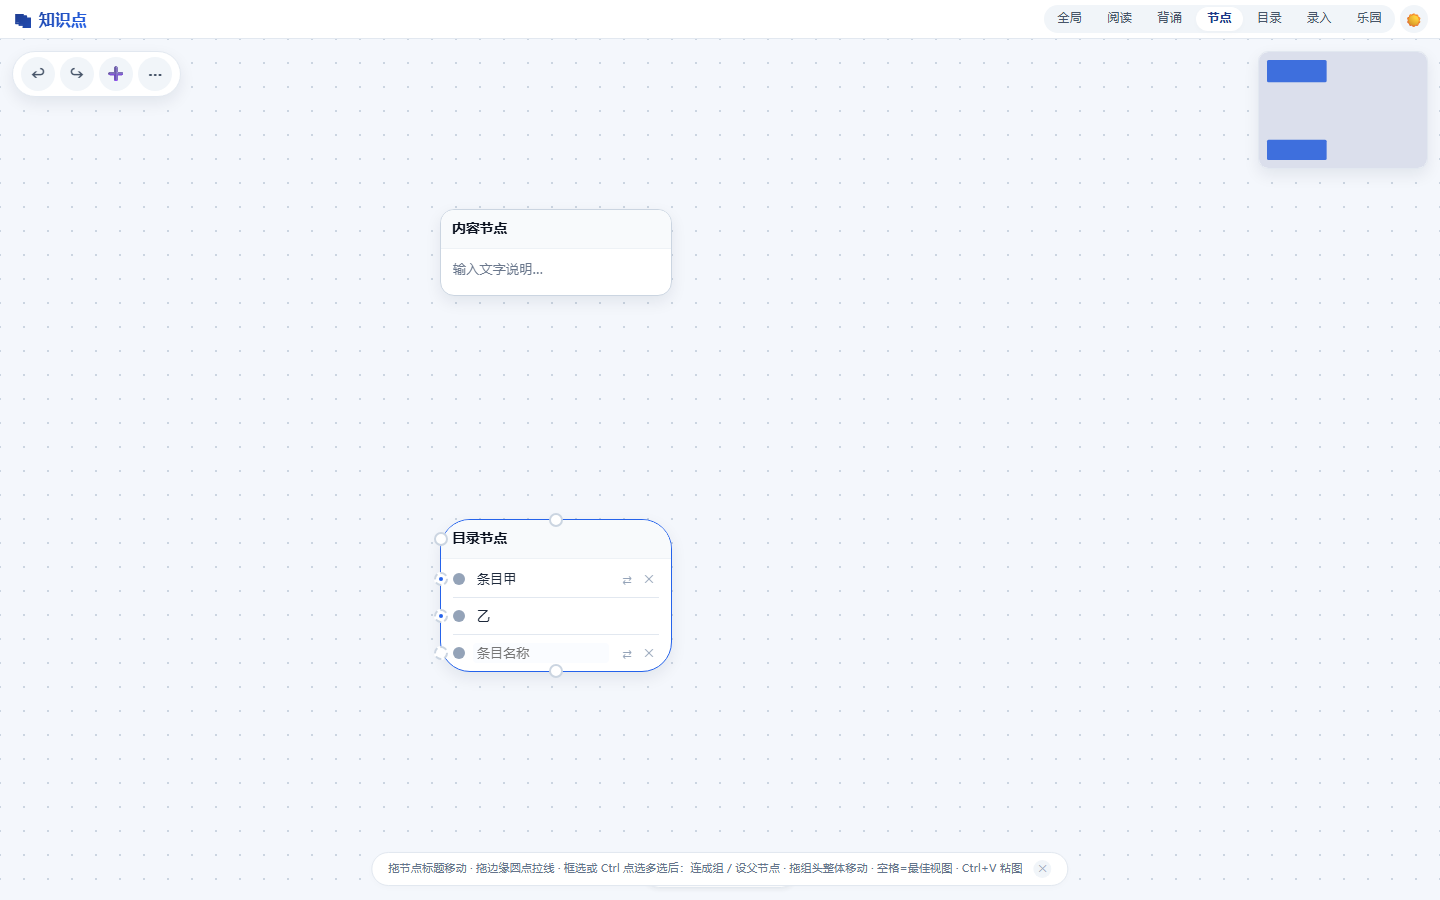 知识点
全局 阅读 背诵 节点 目录 录入 乐园
内容节点
输入文字说明...
目录节点
条目甲
乙
条目名称
拖节点标题移动 · 拖边缘圆点拉线 · 框选或 Ctrl 点选多选后：连成组 / 设父节点 · 拖组头整体移动 · 空格=最佳视图 · Ctrl+V 粘图